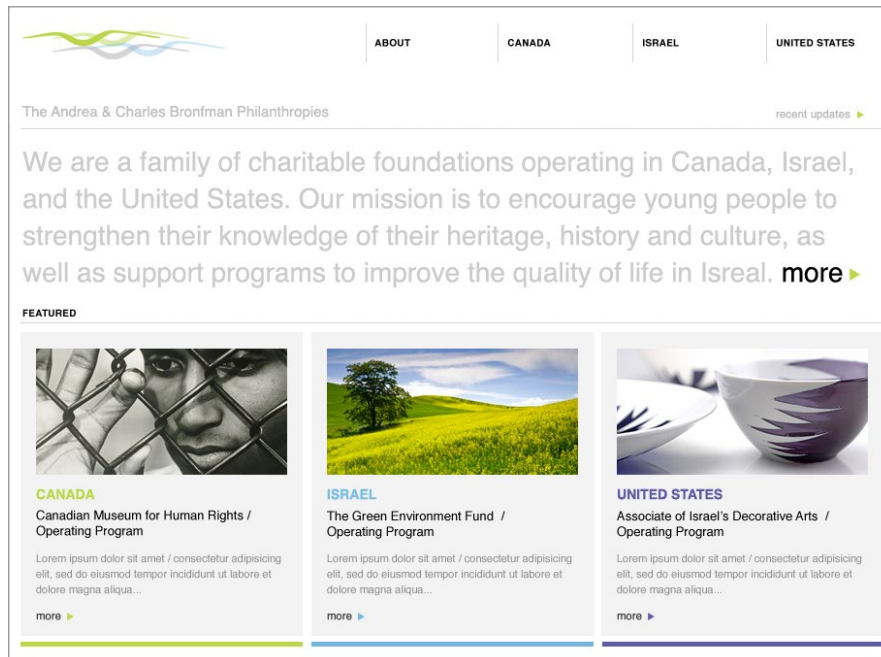 ABOUT
CANADA
ISRAEL
UNITED STATES
The Andrea & Charles Bronfman Philanthropies
recent updates
We are a family of charitable foundations operating in Canada, Israel,
and the United States. Our mission is to encourage young people to
strengthen their knowledge of their heritage, history and culture, as
well as support programs to improve the quality of life in Isreal. more
FEATURED
CANADA
Canadian Museum for Human Rights /
Operating Program
Lorem ipsum dolor sit amet / consectetur adipisicing
elit, sed do eiusmod tempor incididunt ut labore et
dolore magna aliqua...
more
ISRAEL
The Green Environment Fund /
Operating Program
Lorem ipsum dolor sit amet / consectetur adipisicing
elit, sed do eiusmod tempor incididunt ut labore et
dolore magna aliqua...
more
UNITED STATES
Associate of Israel's Decorative Arts /
Operating Program
Lorem ipsum dolor sit amet / consectetur adipisicing
elit, sed do eiusmod tempor incididunt ut labore et
dolore magna aliqua...
more